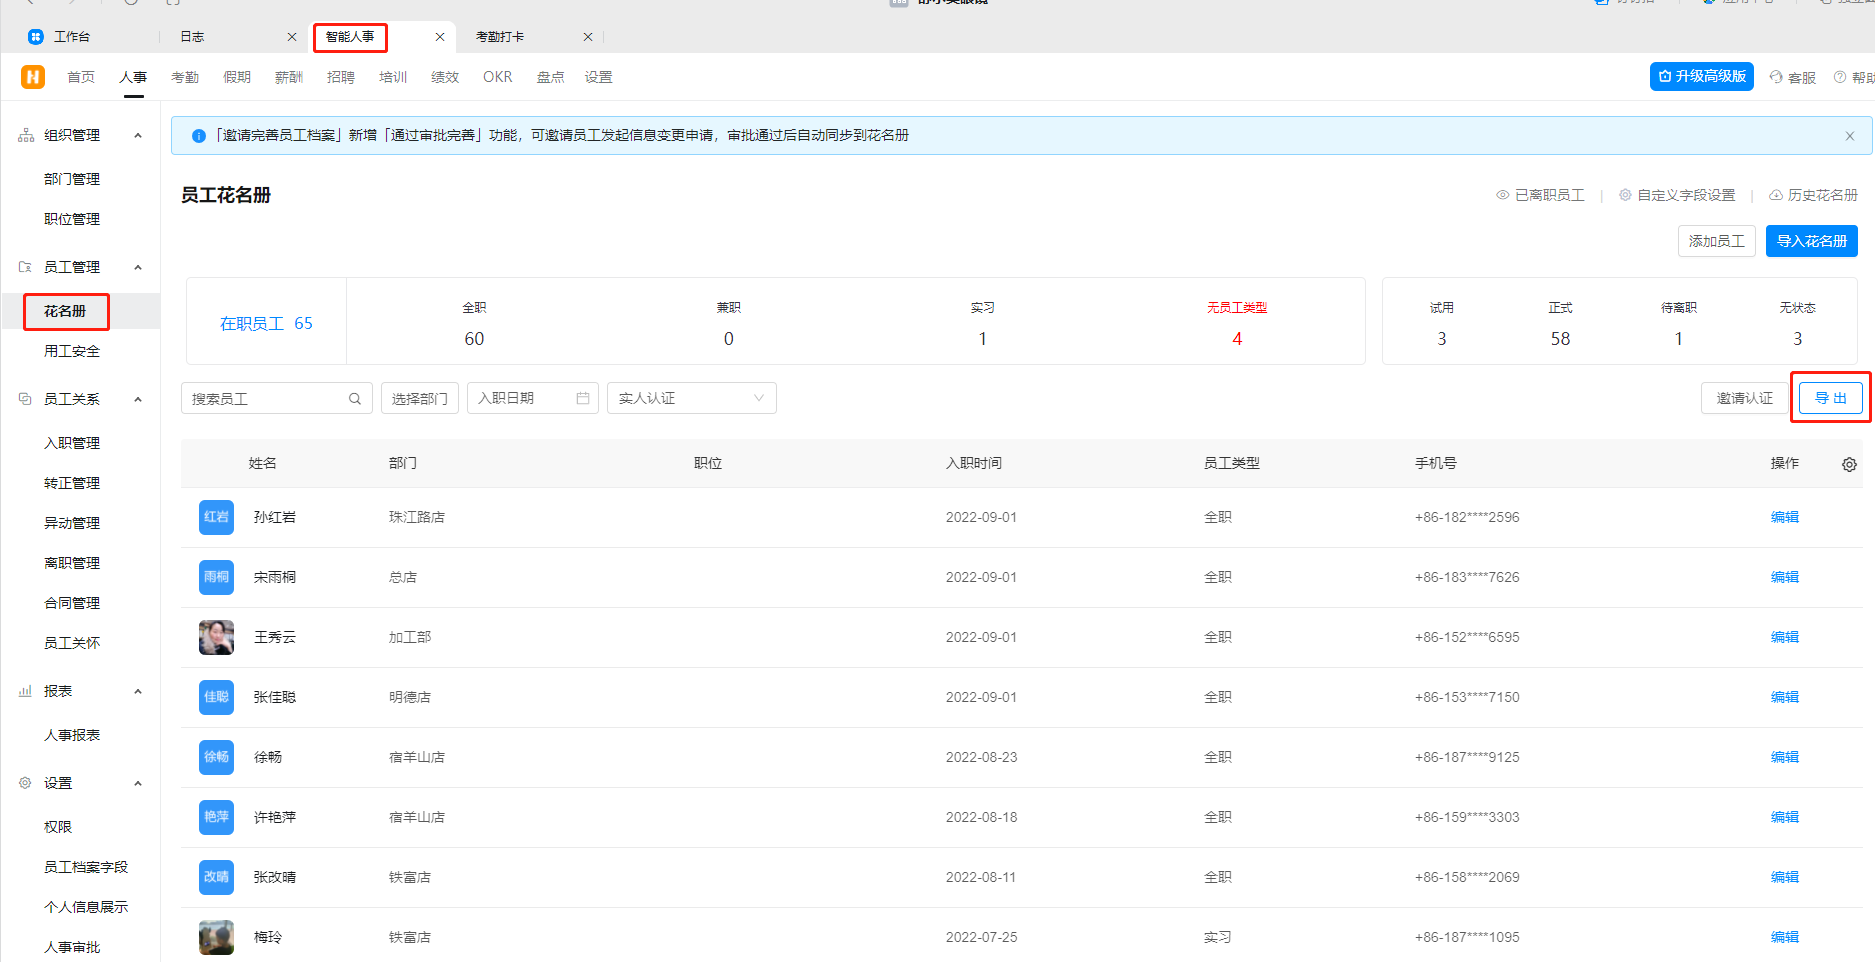 工作台
日志
智能人事
考勤打卡
首页 人事 考勤 假期 薪酬 招聘 培训 绩效 OKR 盘点 设置
升级高级版 客服 帮助
「邀请完善员工档案」新增「通过审批完善」功能，可邀请员工发起信息变更申请，审批通过后自动同步到花名册
组织管理
部门管理
职位管理
员工管理
花名册
用工安全
员工关系
入职管理
转正管理
异动管理
离职管理
合同管理
员工关怀
报表
人事报表
设置
权限
员工档案字段
个人信息展示
人事审批
员工花名册
已离职员工 | 自定义字段设置 | 历史花名册
添加员工 导入花名册
在职员工 65
全职 兼职 实习 无员工类型
60 0 1 4
试用 正式 待离职 无状态
3 58 1 3
搜索员工 选择部门 入职日期 实人认证
邀请认证 导出
姓名 部门 职位 入职时间 员工类型 手机号 操作
红岩 孙红岩 珠江路店 2022-09-01 全职 +86-182****2596 编辑
雨桐 宋雨桐 总店 2022-09-01 全职 +86-183****7626 编辑
王秀云 加工部 2022-09-01 全职 +86-152****6595 编辑
佳聪 张佳聪 明德店 2022-09-01 全职 +86-153****7150 编辑
徐畅 徐畅 宿羊山店 2022-08-23 全职 +86-187****9125 编辑
艳萍 许艳萍 宿羊山店 2022-08-18 全职 +86-159****3303 编辑
改晴 张改晴 铁富店 2022-08-11 全职 +86-158****2069 编辑
梅玲 铁富店 2022-07-25 实习 +86-187****1095 编辑